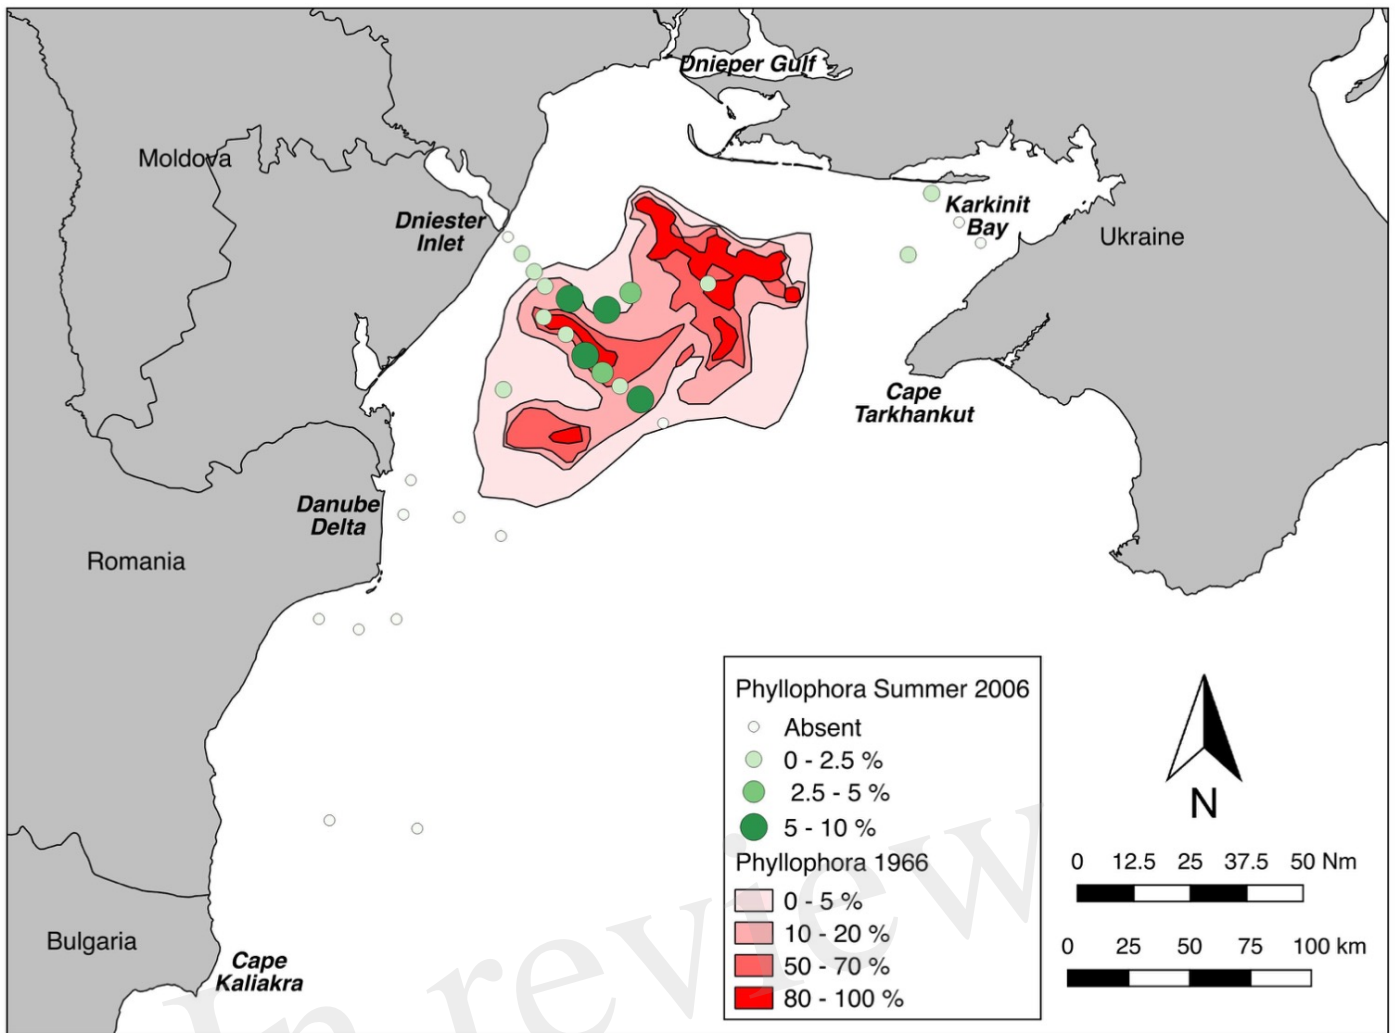 Dnieper Gulf
Moldova
Dniester
Inlet
Karkinit
Bay
Ukraine
Cape
Tarkhankut
Danube
Delta
Romania
Phyllophora Summer 2006
Absent
0 - 2.5 %
2.5 - 5 %
5 - 10 %
Phyllophora 1966
0 - 5 %
10 - 20 %
50 - 70 %
80 - 100 %
N
0 12.5 25 37.5 50 Nm
0 25 50 75 100 km
Bulgaria
Cape
Kaliakra
In review